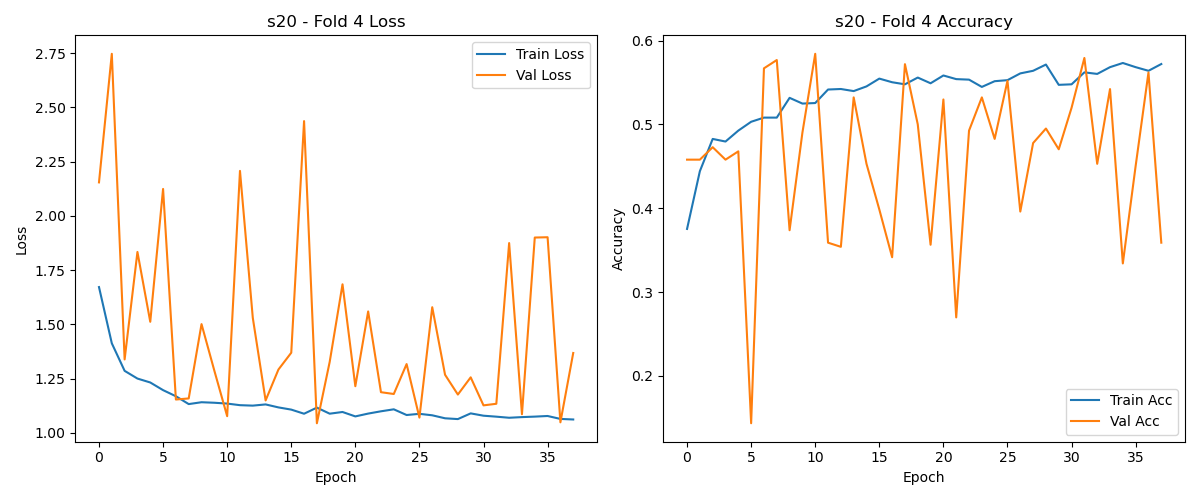 s20 - Fold 4 Loss
Train Loss
Val Loss
2.75
2.50
2.25
2.00
1.75
1.50
1.25
1.00
Loss
0 5 10 15 20 25 30 35
Epoch
s20 - Fold 4 Accuracy
0.6
0.5
0.4
0.3
0.2
Accuracy
Train Acc
Val Acc
0 5 10 15 20 25 30 35
Epoch